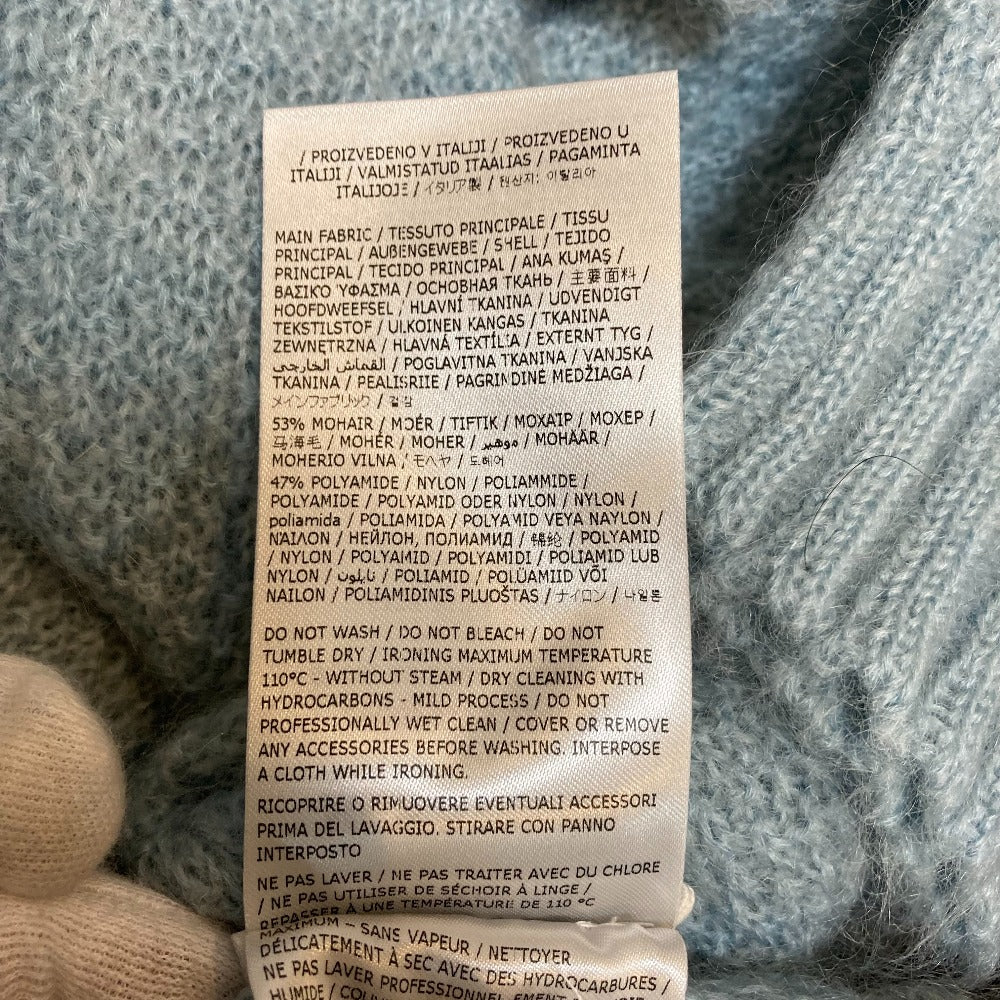 / PROIZVEDENO V ITALIJI / PROIZVEDENO U
ITALIJI / VALMISTATUD ITAALIAS / PAGAMINTA
ITALIJOJE / イタリア製 / 원산지: 이탈리아
MAIN FABRIC / TESSUTO PRINCIPALE / TISSU
PRINCIPAL / AUßENGEWEBE / SHELL / TEJIDO
PRINCIPAL / TECIDO PRINCIPAL / ANA KUMAŞ /
ΒΑΣΙΚΌ ΎΦΑΣΜΑ / ОСНОВНАЯ ТКАНЬ / 主要面料 /
HOOFDWEEFSEL / HLAVNÍ TKANINA / UDVENDIGT
TEKSTILSTOF / ULKOINEN KANGAS / TKANINA
ZEWNĘTRZNA / HLAVNÁ TEXTÍLIA / EXTERNT TYG /
القماش الخارجي / POGLAVITNA TKANINA / VANJSKA
TKANINA / PEALISRIIE / PAGRINDINĖ MEDŽIAGA /
メインファブリック / 겉감
53% MOHAIR / MOÉR / TIFTIK / ΜΟΧΑΊΡ / МОХЕР /
马海毛 / MOHÉR / MOHER / موهير / MOHÄÄR /
MOHERIO VILNA / モヘヤ / 모헤어
47% POLYAMIDE / NYLON / POLIAMMIDE /
POLYAMIDE / POLYAMID ODER NYLON / NYLON /
poliamida / POLIAMIDA / POLYAMID VEYA NAYLON /
ΝΆΙΛΟΝ / НЕЙЛОН, ПОЛИАМИД / 锦纶 / POLYAMID
/ NYLON / POLYAMID / POLYAMIDI / POLIAMID LUB
NYLON / نايلون / POLIAMID / POLÜAMIID VÕI
NAILON / POLIAMIDINIS PLUOŠTAS / ナイロン / 나일론
DO NOT WASH / DO NOT BLEACH / DO NOT
TUMBLE DRY / IRONING MAXIMUM TEMPERATURE
110°C - WITHOUT STEAM / DRY CLEANING WITH
HYDROCARBONS - MILD PROCESS / DO NOT
PROFESSIONALLY WET CLEAN / COVER OR REMOVE
ANY ACCESSORIES BEFORE WASHING. INTERPOSE
A CLOTH WHILE IRONING.
RICOPRIRE O RIMUOVERE EVENTUALI ACCESSORI
PRIMA DEL LAVAGGIO. STIRARE CON PANNO
INTERPOSTO
NE PAS LAVER / NE PAS TRAITER AVEC DU CHLORE
/ NE PAS UTILISER DE SÉCHOIR À LINGE /
REPASSER À UNE TEMPÉRATURE DE 110 °C
MAXIMUM - SANS VAPEUR / NETTOYER
DÉLICATEMENT À SEC AVEC DES HYDROCARBURES /
NE PAS LAVER PROFESSIONNELLEMENT
HUMIDE /